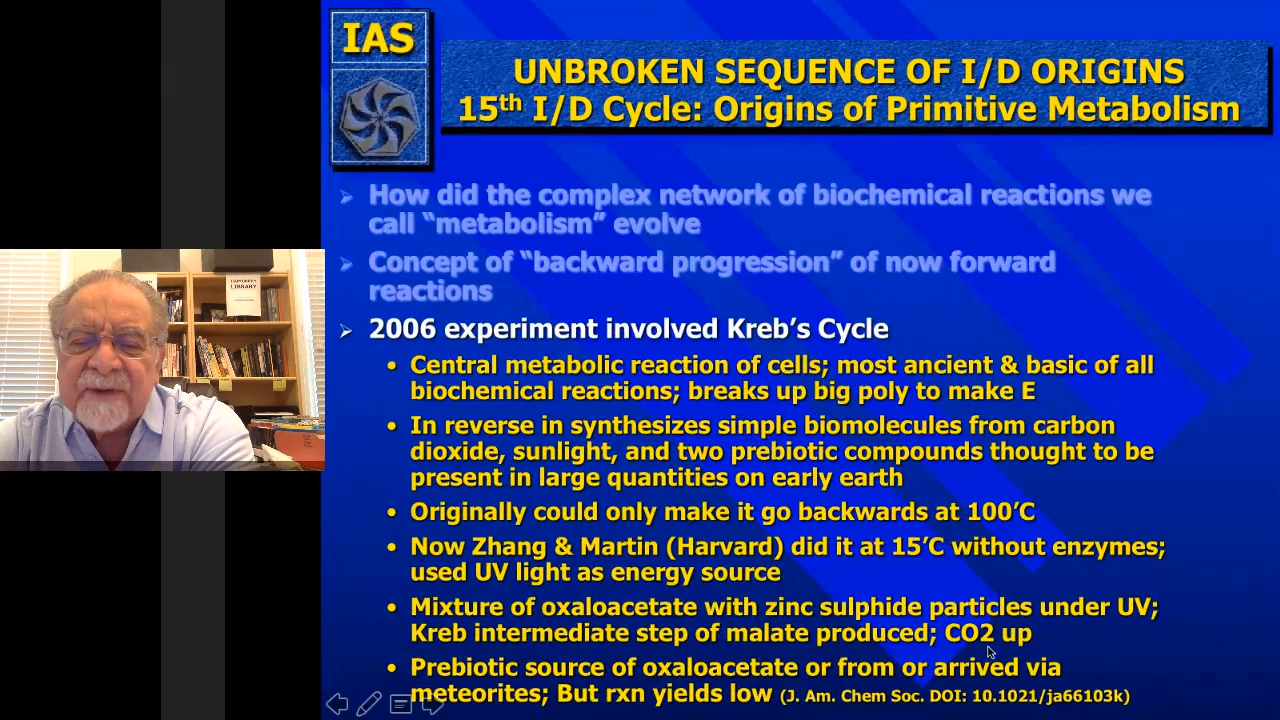 IAS
UNBROKEN SEQUENCE OF I/D ORIGINS
15th I/D Cycle: Origins of Primitive Metabolism
How did the complex network of biochemical reactions we
call “metabolism” evolve
Concept of “backward progression” of now forward
reactions
2006 experiment involved Kreb’s Cycle
Central metabolic reaction of cells; most ancient & basic of all
biochemical reactions; breaks up big poly to make E
In reverse in synthesizes simple biomolecules from carbon
dioxide, sunlight, and two prebiotic compounds thought to be
present in large quantities on early earth
Originally could only make it go backwards at 100’C
Now Zhang & Martin (Harvard) did it at 15’C without enzymes;
used UV light as energy source
Mixture of oxaloacetate with zinc sulphide particles under UV;
Kreb intermediate step of malate produced; CO2 up
Prebiotic source of oxaloacetate or from or arrived via
meteorites; But rxn yields low (J. Am. Chem Soc. DOI: 10.1021/ja66103k)
ISOMORPHY
LIBRARY